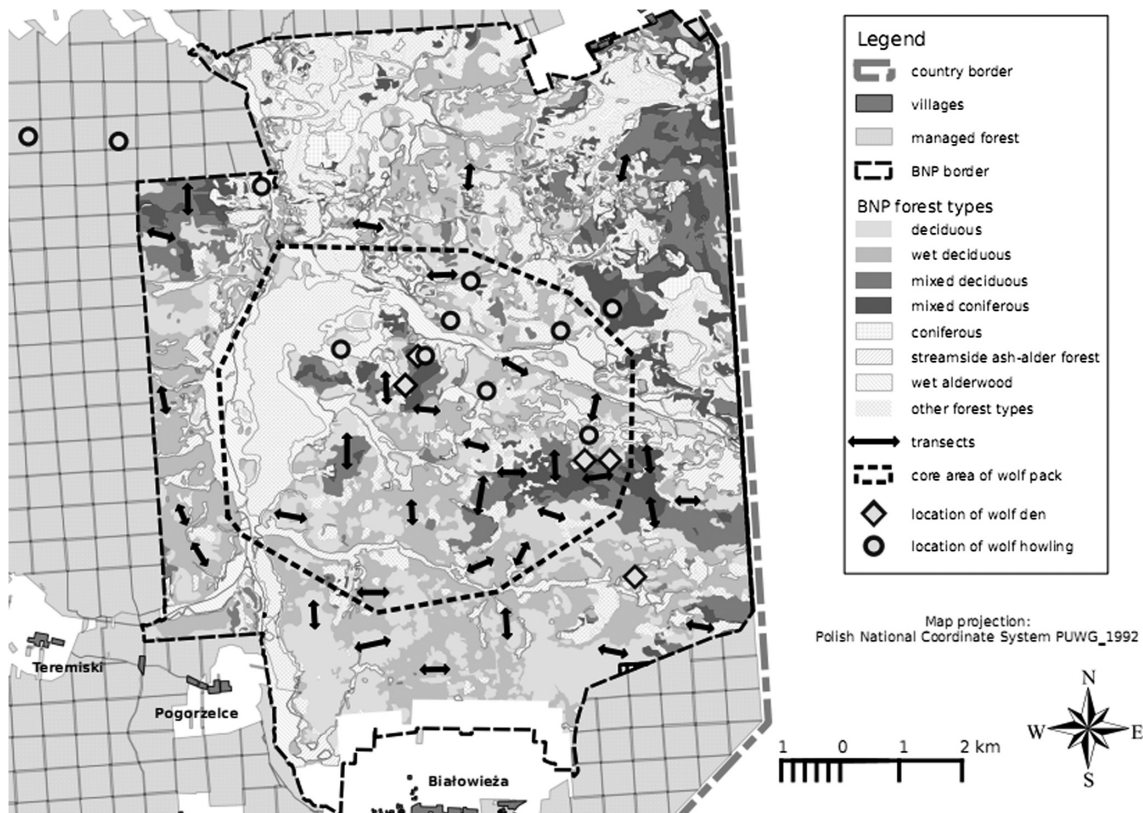 Legend
country border
villages
managed forest
BNP border
BNP forest types
deciduous
wet deciduous
mixed deciduous
mixed coniferous
coniferous
streamside ash-alder forest
wet alderwood
other forest types
transects
core area of wolf pack
location of wolf den
location of wolf howling
Teremiski
Pogorzelce
Białowieża
Map projection:
Polish National Coordinate System PUWG_1992
N
W E
S
1 0 1 2 km